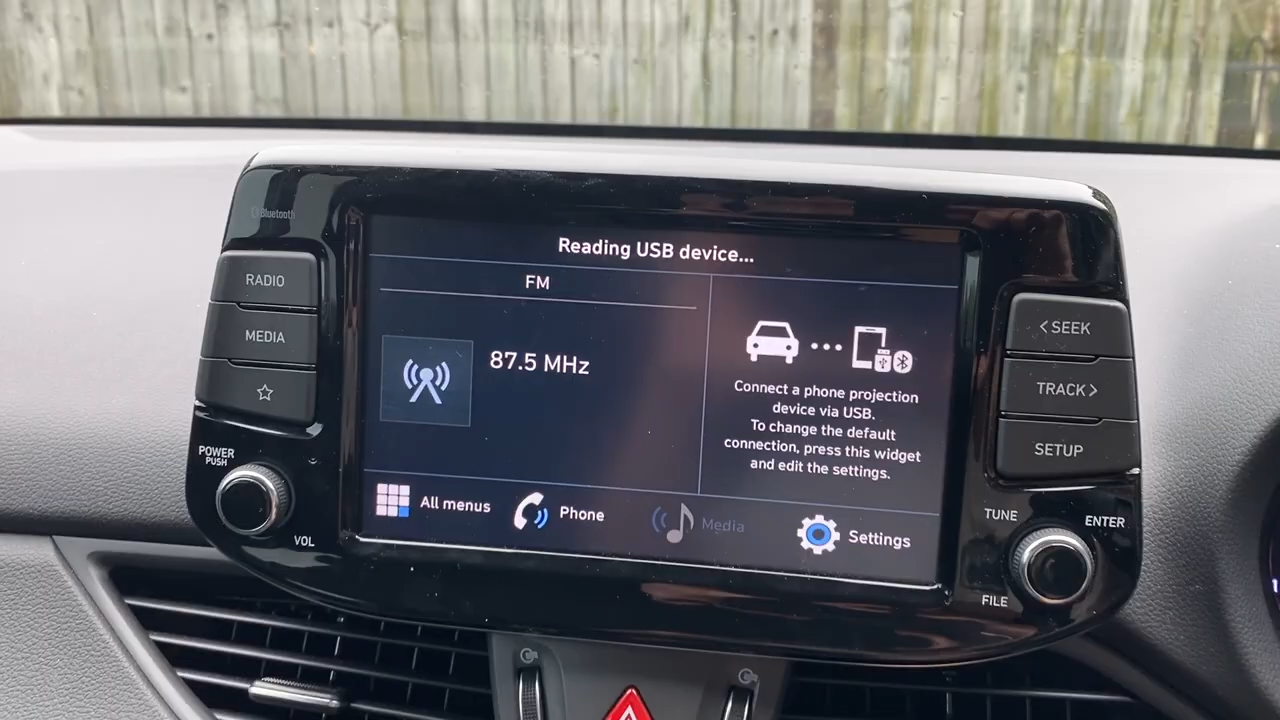 Bluetooth
RADIO
MEDIA
POWER
PUSH
VOL
Reading USB device...
FM
87.5 MHz
Connect a phone projection
device via USB.
To change the default
connection, press this widget
and edit the settings.
All menus
Phone
Media
Settings
< SEEK
TRACK >
SETUP
TUNE
ENTER
FILE